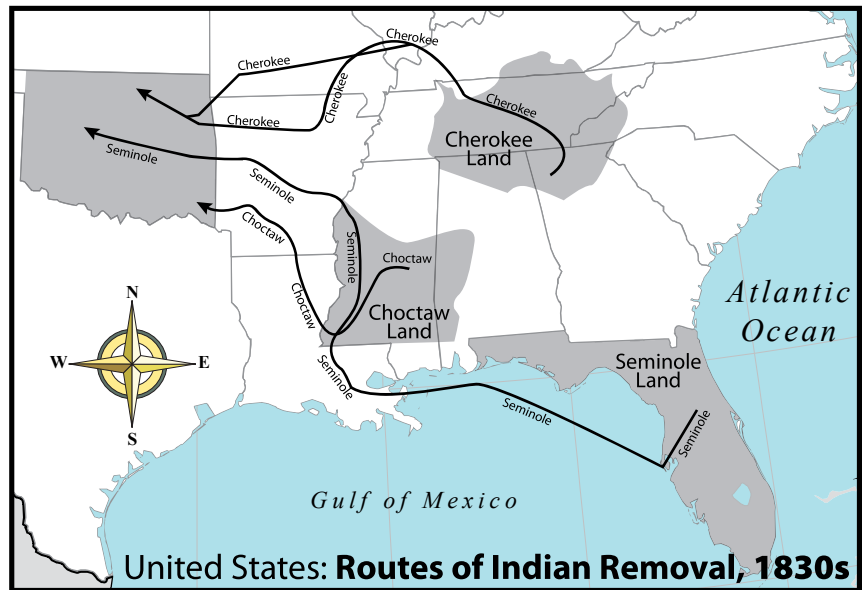 Cherokee
Cherokee
Cherokee
Cherokee
Cherokee
Cherokee
Land
Seminole
Seminole
Choctaw
Seminole
Choctaw
Choctaw
Choctaw
Land
Seminole
Seminole
Land
Seminole
Seminole
Atlantic
Ocean
N
W
E
S
Gulf of Mexico
United States: Routes of Indian Removal, 1830s